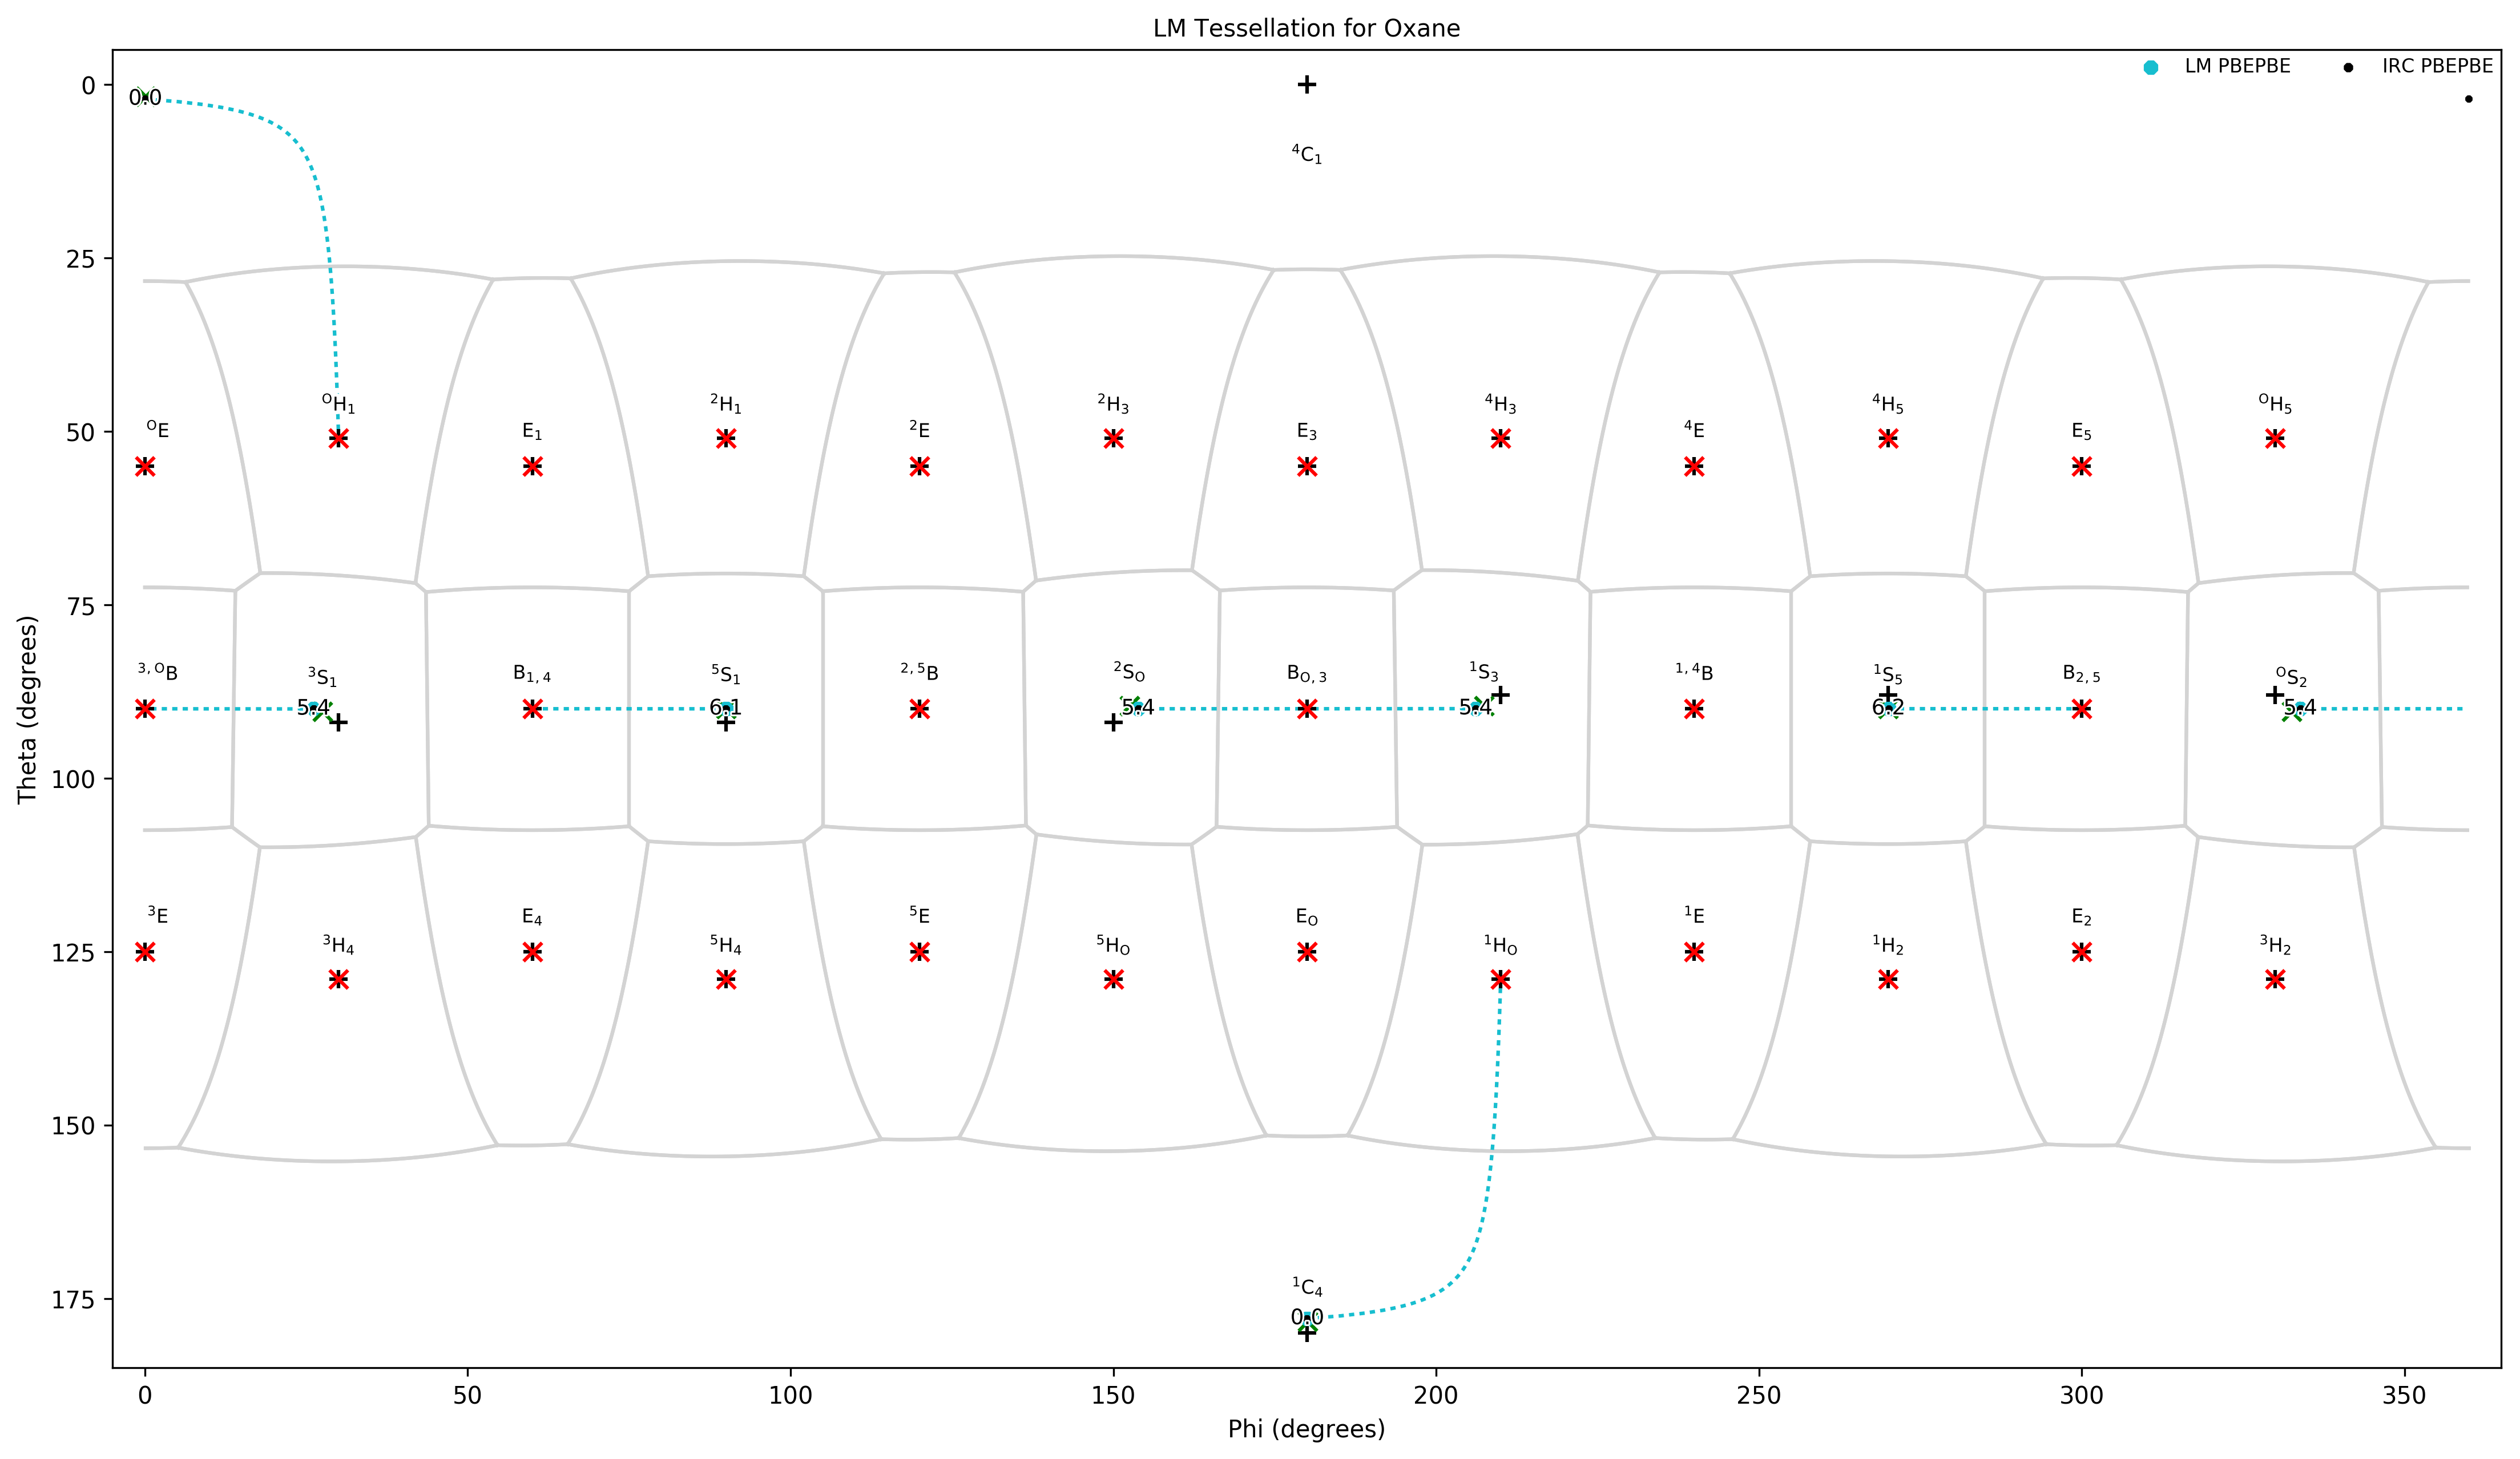 LM Tessellation for Oxane
LM PBEPBE IRC PBEPBE
0
0.0
⁴C₁
25
ᴼH₁ ²H₁ ²H₃ ⁴H₃ ⁴H₅ ᴼH₅
ᴼE E₁ ²E E₃ ⁴E E₅
50
75
³,ᴼB ³S₁ B₁,₄ ⁵S₁ ²,⁵B ²Sₒ Bₒ,₃ ¹S₃ ¹,⁴B ¹S₅ B₂,₅ ᴼS₂
5.4 6.1 5.4 5.4 6.2 5.4
100
³E E₄ ⁵E Eₒ ¹E E₂
125
³H₄ ⁵H₄ ⁵Hₒ ¹Hₒ ¹H₂ ³H₂
150
¹C₄
175
0.0
0 50 100 150 200 250 300 350
Phi (degrees)
Theta (degrees)